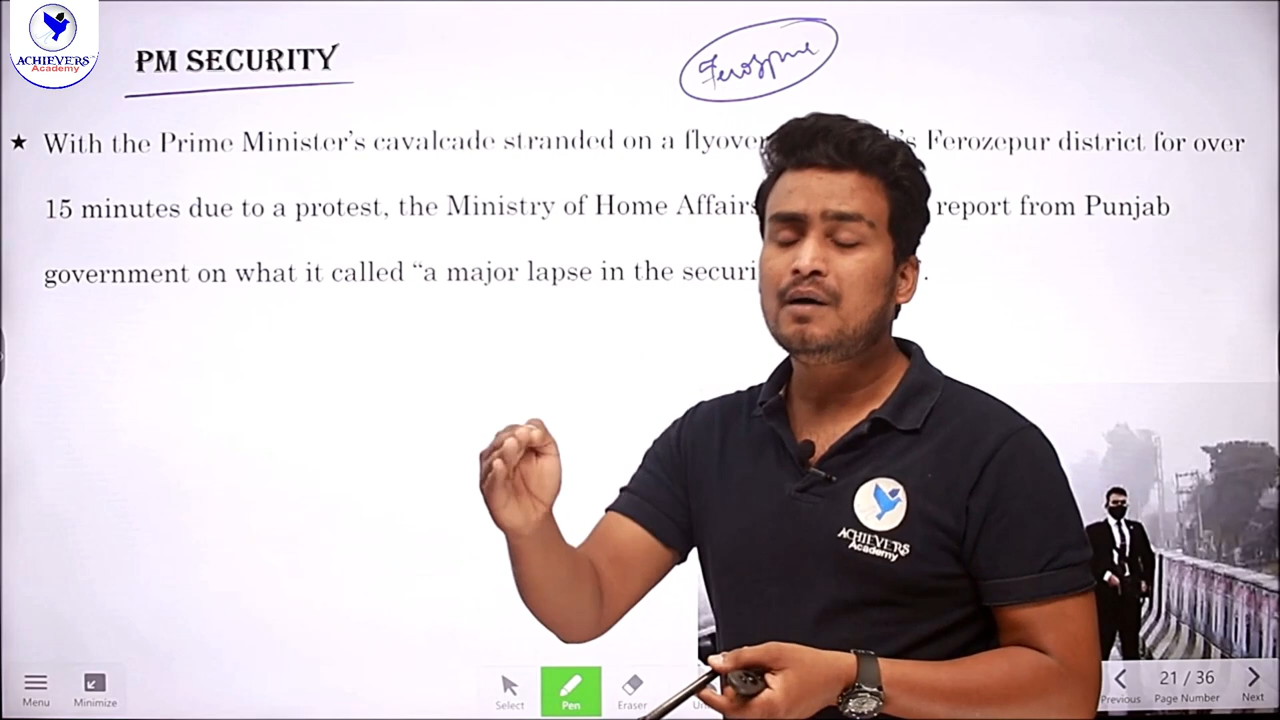 ACHIEVERS
Academy
PM SECURITY
★ With the Prime Minister's cavalcade stranded on a flyover 's Ferozepur district for over
15 minutes due to a protest, the Ministry of Home Affairs report from Punjab
government on what it called “a major lapse in the securi .
ACHIEVERS
Academy
Menu
Minimize
Select
Pen
Eraser
21 / 36
Previous
Page Number
Next